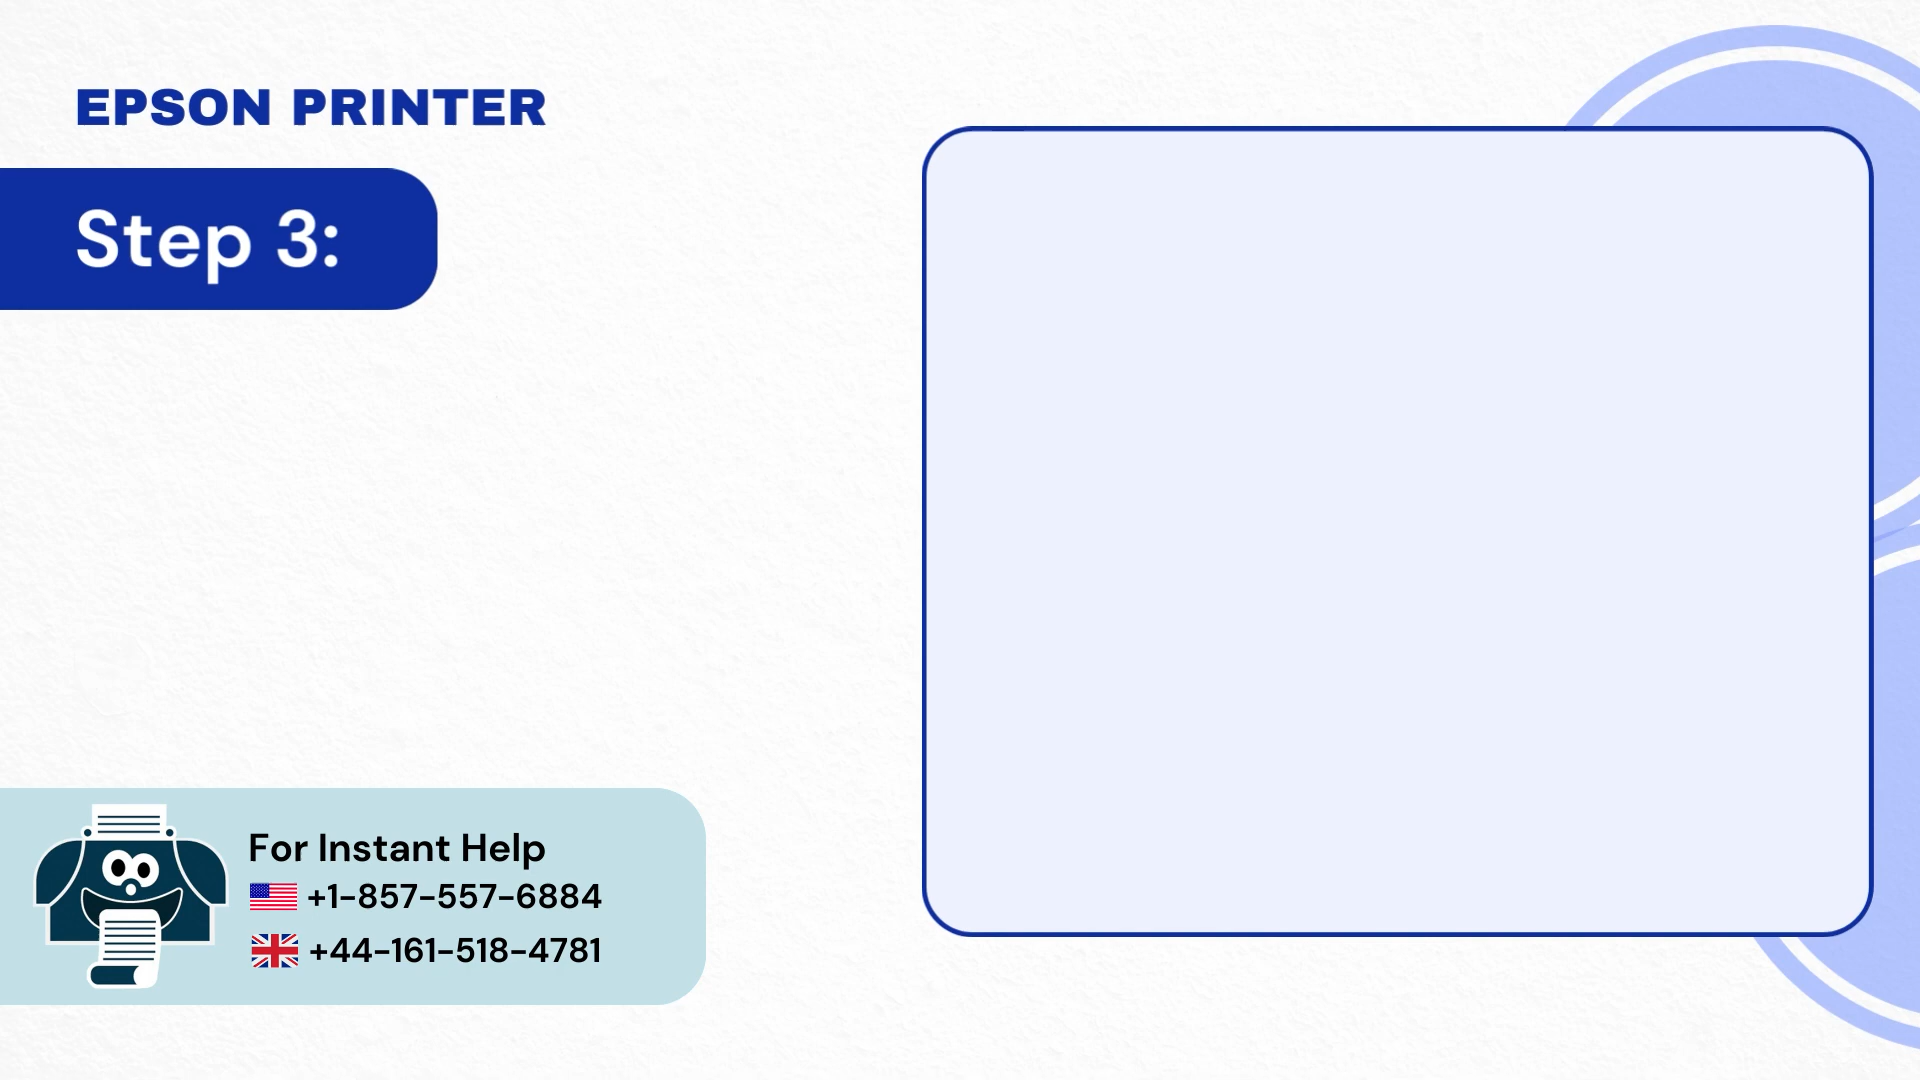 EPSON PRINTER
Step 3:
For Instant Help
+1-857-557-6884
+44-161-518-4781